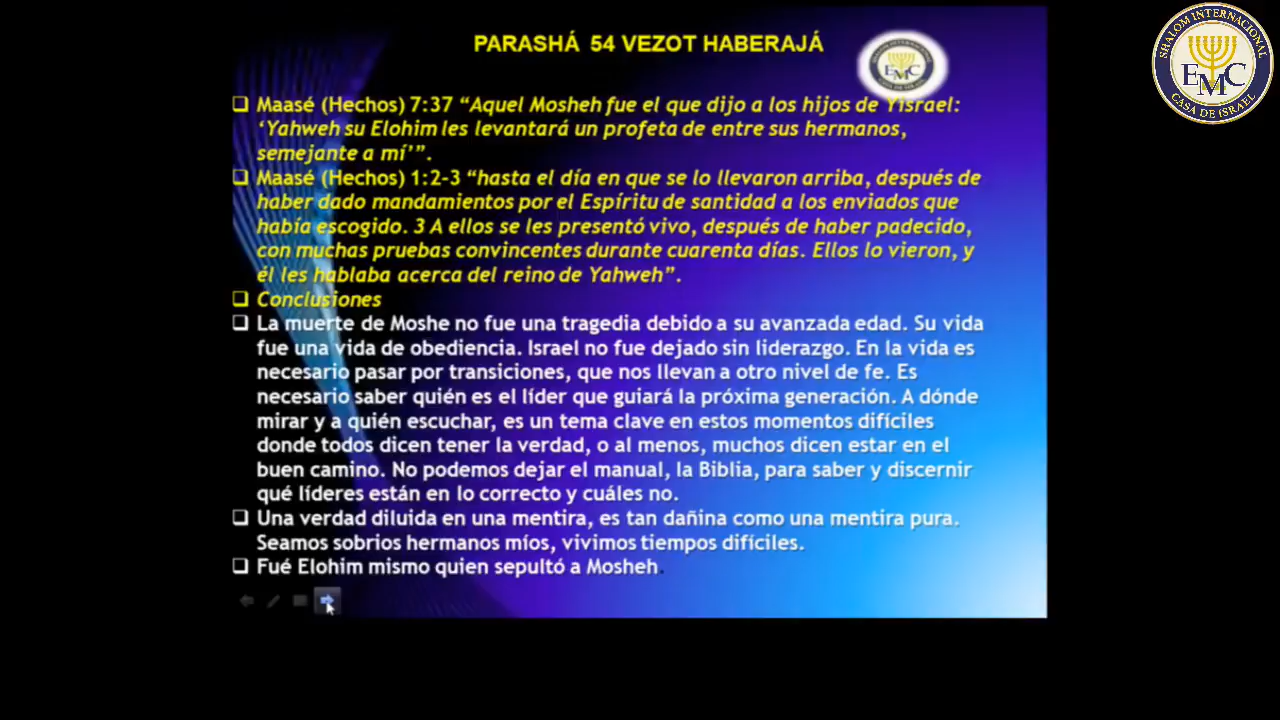 PARASHÁ 54 VEZOT HABERAJÁ
EMC
SHALOM INTERNACIONAL
EMC
CASA DE ISRAEL
Maasé (Hechos) 7:37 “Aquel Mosheh fue el que dijo a los hijos de Yisrael:
‘Yahweh su Elohim les levantará un profeta de entre sus hermanos,
semejante a mí’”.
Maasé (Hechos) 1:2-3 “hasta el día en que se lo llevaron arriba, después de
haber dado mandamientos por el Espíritu de santidad a los enviados que
había escogido. 3 A ellos se les presentó vivo, después de haber padecido,
con muchas pruebas convincentes durante cuarenta días. Ellos lo vieron, y
él les hablaba acerca del reino de Yahweh”.
Conclusiones
La muerte de Moshe no fue una tragedia debido a su avanzada edad. Su vida
fue una vida de obediencia. Israel no fue dejado sin liderazgo. En la vida es
necesario pasar por transiciones, que nos llevan a otro nivel de fe. Es
necesario saber quién es el líder que guiará la próxima generación. A dónde
mirar y a quién escuchar, es un tema clave en estos momentos difíciles
donde todos dicen tener la verdad, o al menos, muchos dicen estar en el
buen camino. No podemos dejar el manual, la Biblia, para saber y discernir
qué líderes están en lo correcto y cuáles no.
Una verdad diluida en una mentira, es tan dañina como una mentira pura.
Seamos sobrios hermanos míos, vivimos tiempos difíciles.
Fué Elohim mismo quien sepultó a Mosheh.